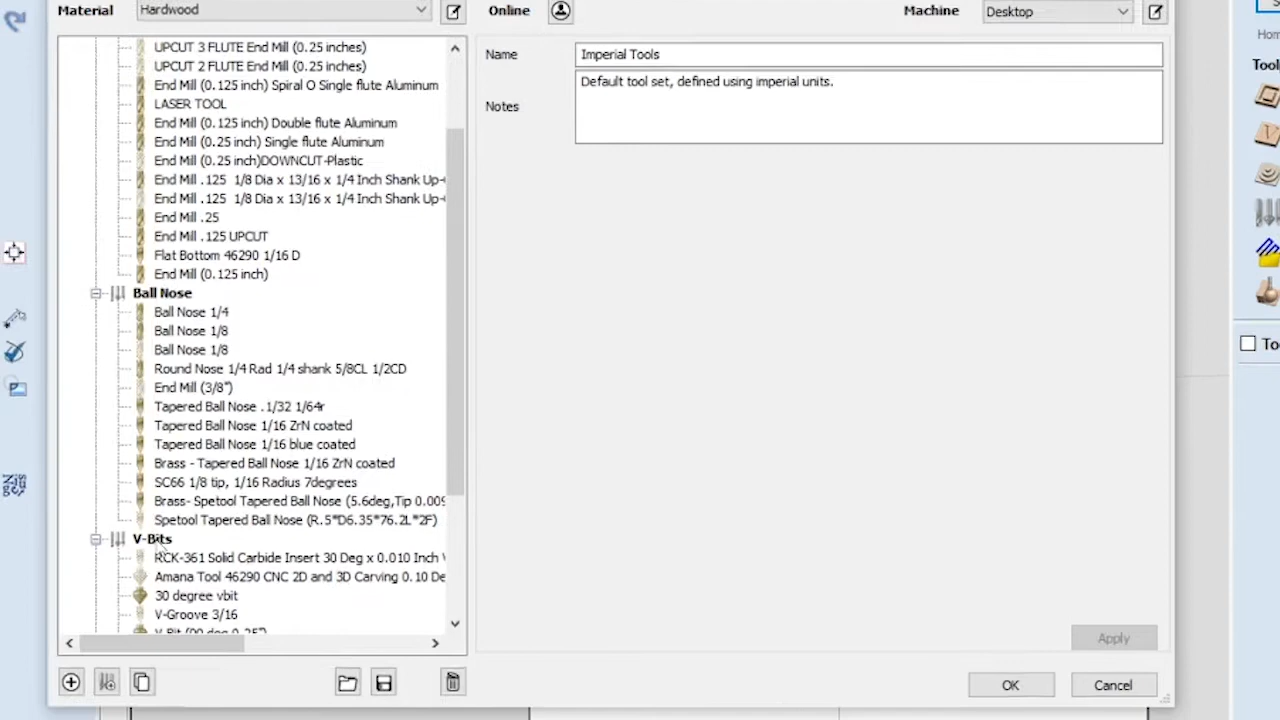 Material
Hardwood
Online
Machine
Desktop
Home
UPCUT 3 FLUTE End Mill (0.25 inches)
UPCUT 2 FLUTE End Mill (0.25 inches)
End Mill (0.125 inch) Spiral O Single flute Aluminum
LASER TOOL
End Mill (0.125 inch) Double flute Aluminum
End Mill (0.25 inch) Single flute Aluminum
End Mill (0.25 inch)DOWNCUT-Plastic
End Mill .125 1/8 Dia x 13/16 x 1/4 Inch Shank Up-
End Mill .125 1/8 Dia x 13/16 x 1/4 Inch Shank Up-
End Mill .25
End Mill .125 UPCUT
Flat Bottom 46290 1/16 D
End Mill (0.125 inch)
Ball Nose
Ball Nose 1/4
Ball Nose 1/8
Ball Nose 1/8
Round Nose 1/4 Rad 1/4 shank 5/8CL 1/2CD
End Mill (3/8")
Tapered Ball Nose . 1/32 1/64r
Tapered Ball Nose 1/16 ZrN coated
Tapered Ball Nose 1/16 blue coated
Brass - Tapered Ball Nose 1/16 ZrN coated
SC66 1/8 tip, 1/16 Radius 7degrees
Brass- Spetool Tapered Ball Nose (5.6deg,Tip 0.009
Spetool Tapered Ball Nose (R.5*D6.35*76.2L*2F)
V-Bits
RCK-361 Solid Carbide Insert 30 Deg x 0.010 Inch
Amana Tool 46290 CNC 2D and 3D Carving 0.10 De
30 degree vbit
V-Groove 3/16
V-Bit (90 deg 0.25")
Name
Imperial Tools
Notes
Default tool set, defined using imperial units.
Apply
OK
Cancel